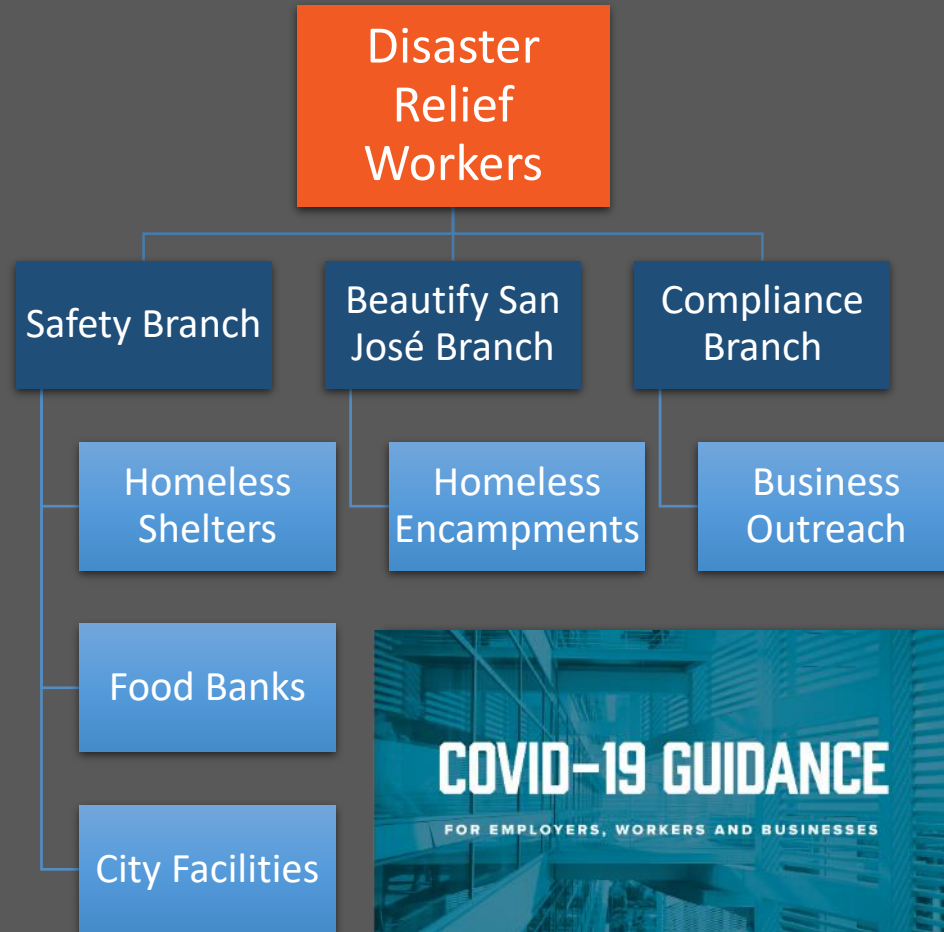 Disaster
Relief
Workers
Safety Branch
Beautify San
José Branch
Compliance
Branch
Homeless
Shelters
Homeless
Encampments
Business
Outreach
Food Banks
City Facilities
COVID-19 GUIDANCE
FOR EMPLOYERS, WORKERS AND BUSINESSES